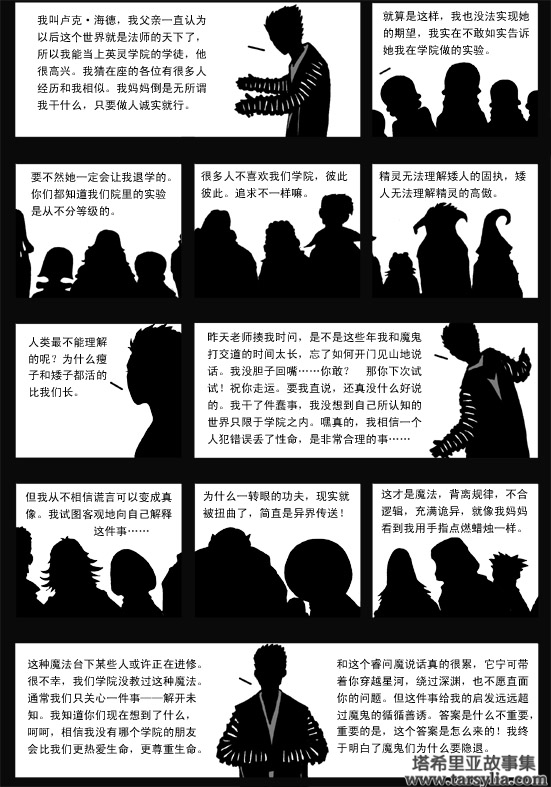 我叫卢克·海德，我父亲一直认为
以后这个世界就是法师的天下了，
所以我能当上英灵学院的学徒，他
很高兴。我猜在座的各位有很多人
经历和我相似。我妈妈倒是无所谓
我干什么，只要做人诚实就行。
就算是这样，我也没法实现她
的期望，我实在不敢如实告诉
她我在学院做的实验。
要不然她一定会让我退学的。
你们都知道我们院里的实验
是从不分等级的。
很多人不喜欢我们学院，彼此
彼此。追求不一样嘛。
精灵无法理解矮人的固执，矮
人无法理解精灵的高傲。
人类最不能理解
的呢？为什么瘦
子和矮子都活的
比我们长。
昨天老师揍我时问，是不是这些年我和魔鬼
打交道的时间太长，忘了如何开门见山地说
话。我没胆子回嘴……你敢？　那你下次试
试！祝你走运。要我直说，还真没什么好说
的。我干了件蠢事，我没想到自己所认知的
世界只限于学院之内。嘿真的，我相信一个
人犯错误丢了性命，是非常合理的事……
但我从不相信谎言可以变成真
像。我试图客观地向自己解释
这件事……
为什么一转眼的功夫，现实就
被扭曲了，简直是异界传送！
这才是魔法，背离规律，不合
逻辑，充满诡异，就像我妈妈
看到我用手指点燃蜡烛一样。
这种魔法台下某些人或许正在进修。
很不幸，我们学院没教过这种魔法。
通常我们只关心一件事——解开未
知。我知道你们现在想到了什么，
呵呵，相信我没有哪个学院的朋友
会比我们更热爱生命，更尊重生命。
和这个睿问魔说话真的很累，它宁可带
着你穿越星河，绕过深渊，也不愿直面
你的问题。但这件事给我的启发远远超
过魔鬼的循循善诱。答案是什么不重要，
重要的是，这个答案是怎么来的！我终
于明白了魔鬼们为什么要隐退。
塔希里亚故事集
www.tarsylia.com